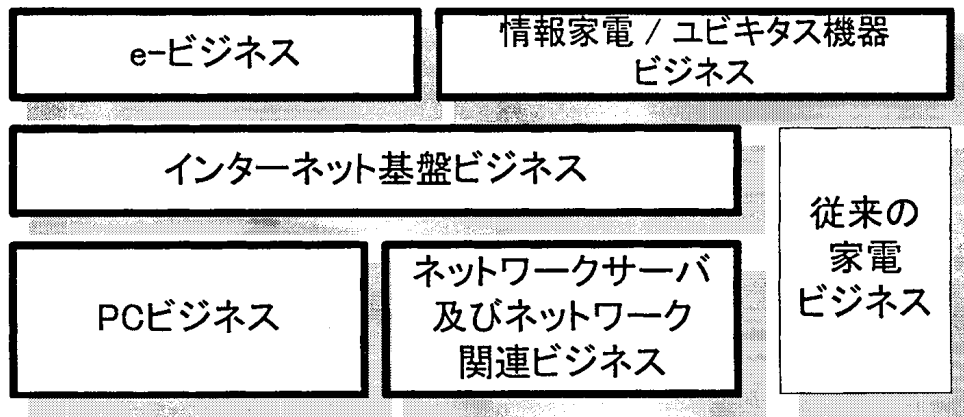 e-ビジネス
情報家電 / ユビキタス機器
ビジネス
インターネット基盤ビジネス
従来の
家電
ビジネス
PCビジネス
ネットワークサーバ
及びネットワーク
関連ビジネス